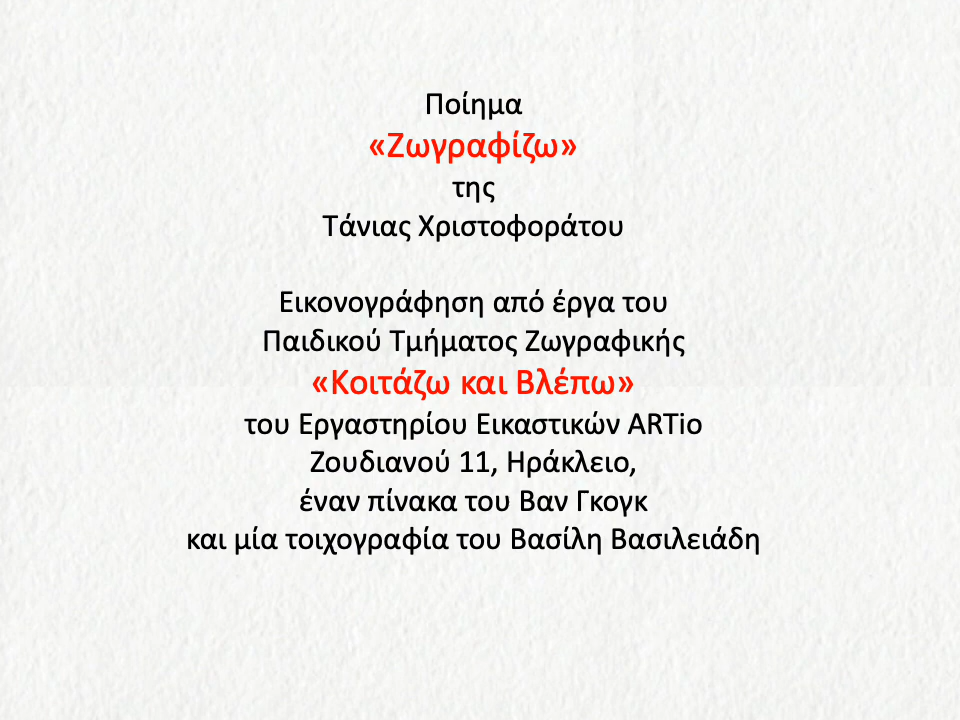 Ποίημα
«Ζωγραφίζω»
της
Τάνιας Χριστοφοράτου
Εικονογράφηση από έργα του
Παιδικού Τμήματος Ζωγραφικής
«Κοιτάζω και Βλέπω»
του Εργαστηρίου Εικαστικών ARTio
Ζουδιανού 11, Ηράκλειο,
έναν πίνακα του Βαν Γκογκ
και μία τοιχογραφία του Βασίλη Βασιλειάδη